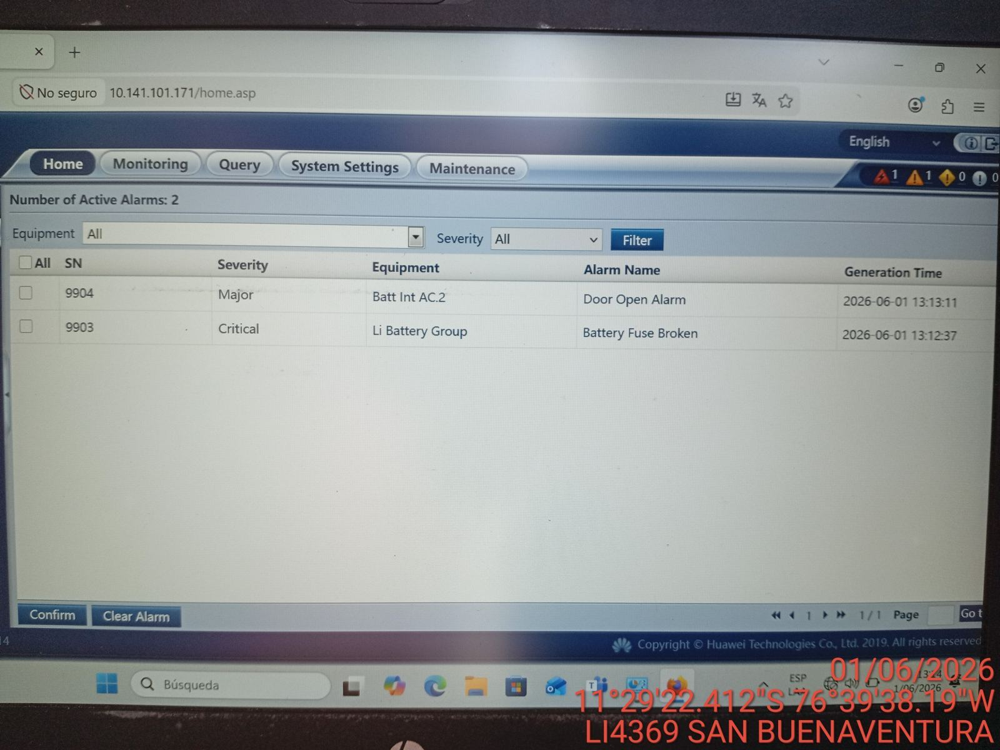 No seguro 10.141.101.171/home.asp
English
Home Monitoring Query System Settings Maintenance
1 1 0 0
Number of Active Alarms: 2
Equipment All Severity All Filter
All SN Severity Equipment Alarm Name Generation Time
9904 Major Batt Int AC.2 Door Open Alarm 2026-06-01 13:13:11
9903 Critical Li Battery Group Battery Fuse Broken 2026-06-01 13:12:37
Confirm Clear Alarm 1 1 / 1 Page Go t
14
Copyright © Huawei Technologies Co., Ltd. 2019. All rights reserved
Búsqueda
ESP
1/06/2026
01/06/2026
11°29'22.412"S 76°39'38.19"W
LI4369 SAN BUENAVENTURA